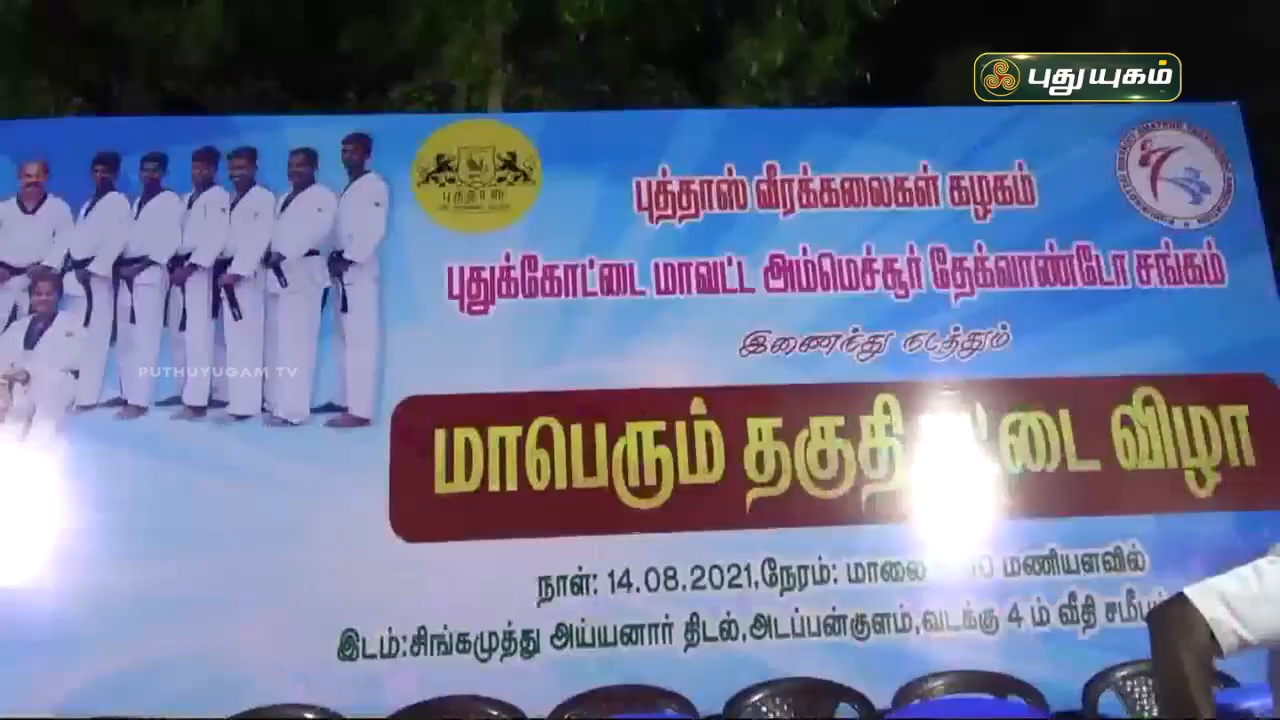 புதுயுகம்
புத்தாஸ் வீரக்கலைகள் கழகம்
புதுக்கோட்டை மாவட்ட அம்மெச்சூர் தேக்வாண்டோ சங்கம்
இணைந்து நடத்தும்
PUTHUYUGAM TV
மாபெரும் விழா
நாள்: 14.08.2021,நேரம்: மாலை மணியளவில்
இடம்:சிங்கமுத்து அய்யனார் திடல்,அடப்பன்குளம்,வடக்கு 4 ம் வீதி